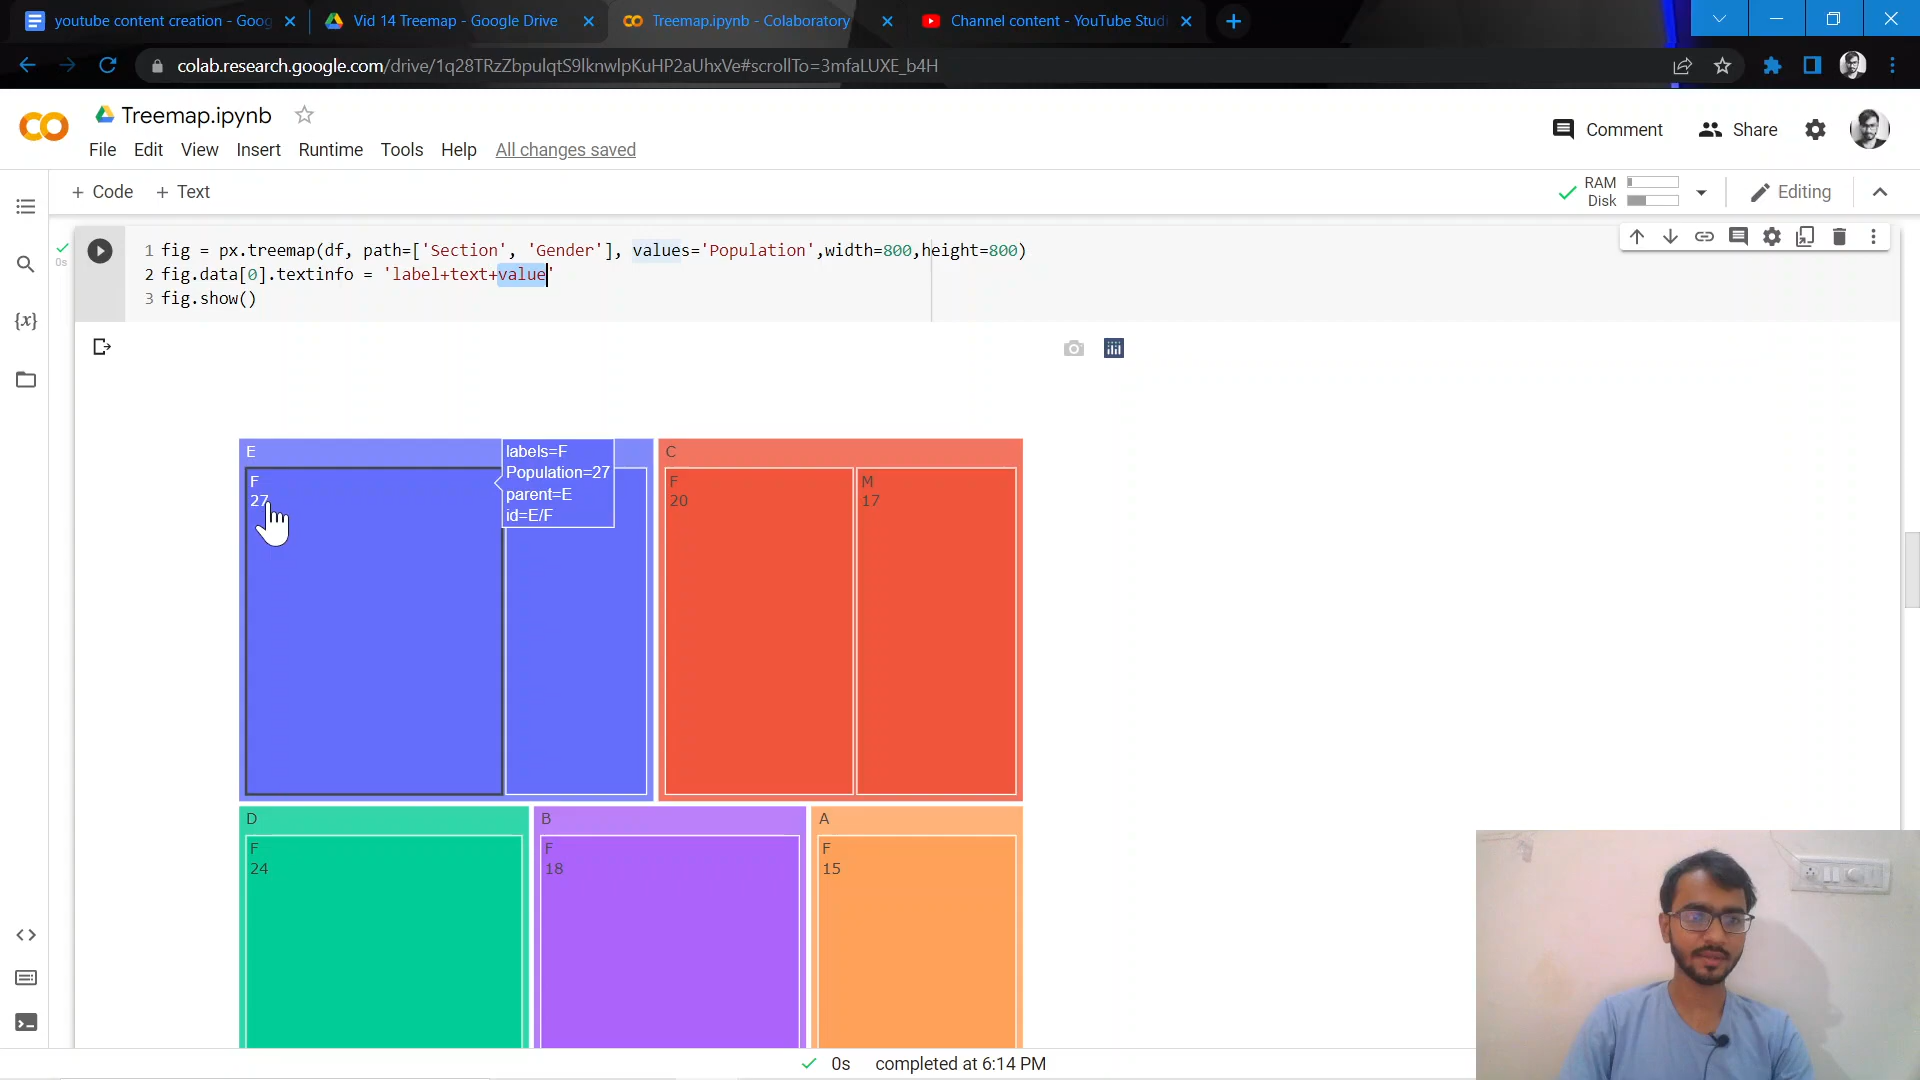 youtube content creation - Goog
Vid 14 Treemap - Google Drive
Treemap.ipynb - Colaboratory
Channel content - YouTube Studi
colab.research.google.com/drive/1q28TRzZbpulqtS9lknwlpKuHP2aUhxVe#scrollTo=3mfaLUXE_b4H
Treemap.ipynb
Comment
Share
File Edit View Insert Runtime Tools Help All changes saved
+ Code + Text
RAM
Disk
Editing
0s
1 fig = px.treemap(df, path=['Section', 'Gender'], values='Population',width=800,height=800)
2 fig.data[0].textinfo = 'label+text+value'
3 fig.show()
{x}
E
F
27
labels=F
Population=27
parent=E
id=E/F
C
F
20
M
17
D
F
24
B
F
18
A
F
15
0s completed at 6:14 PM